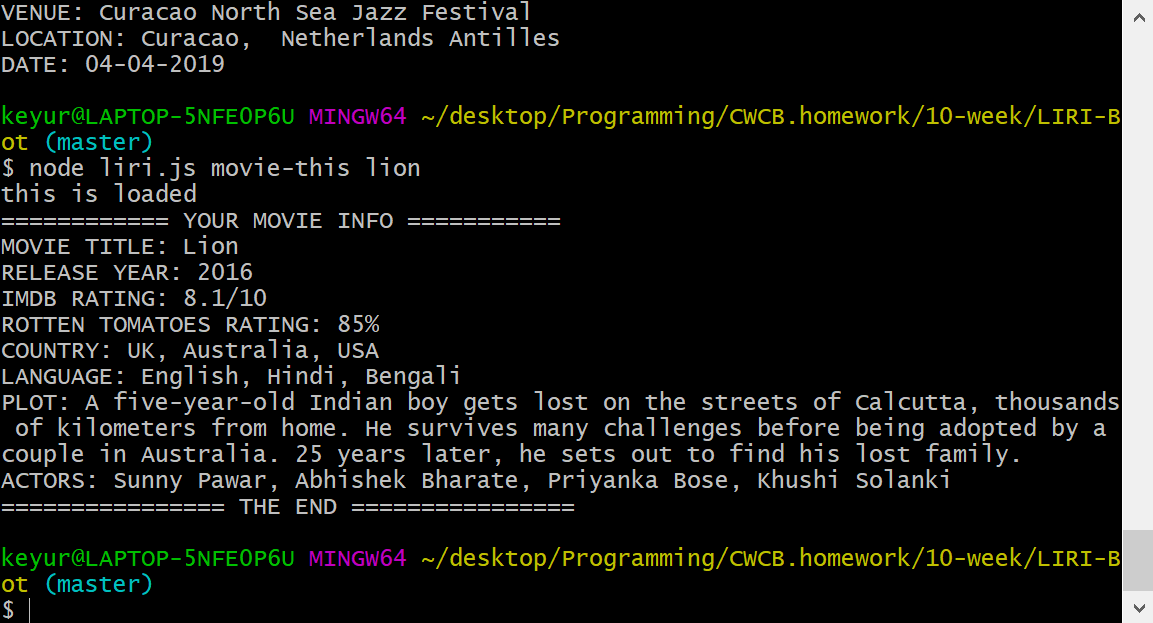 VENUE: Curacao North Sea Jazz Festival
LOCATION: Curacao,  Netherlands Antilles
DATE: 04-04-2019
keyur@LAPTOP-5NFE0P6U MINGW64 ~/desktop/Programming/CWCB.homework/10-week/LIRI-B
ot (master)
$ node liri.js movie-this lion
this is loaded
============ YOUR MOVIE INFO ===========
MOVIE TITLE: Lion
RELEASE YEAR: 2016
IMDB RATING: 8.1/10
ROTTEN TOMATOES RATING: 85%
COUNTRY: UK, Australia, USA
LANGUAGE: English, Hindi, Bengali
PLOT: A five-year-old Indian boy gets lost on the streets of Calcutta, thousands
 of kilometers from home. He survives many challenges before being adopted by a
couple in Australia. 25 years later, he sets out to find his lost family.
ACTORS: Sunny Pawar, Abhishek Bharate, Priyanka Bose, Khushi Solanki
================ THE END ================
keyur@LAPTOP-5NFE0P6U MINGW64 ~/desktop/Programming/CWCB.homework/10-week/LIRI-B
ot (master)
$